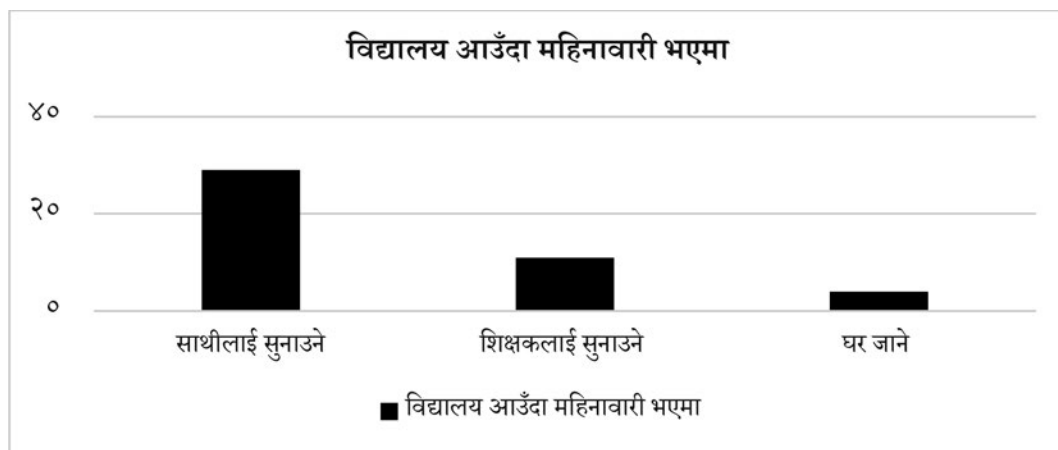 विद्यालय आउँदा महिनावारी भएमा
४०
२०
०
साथीलाई सुनाउने शिक्षकलाई सुनाउने घर जाने
विद्यालय आउँदा महिनावारी भएमा